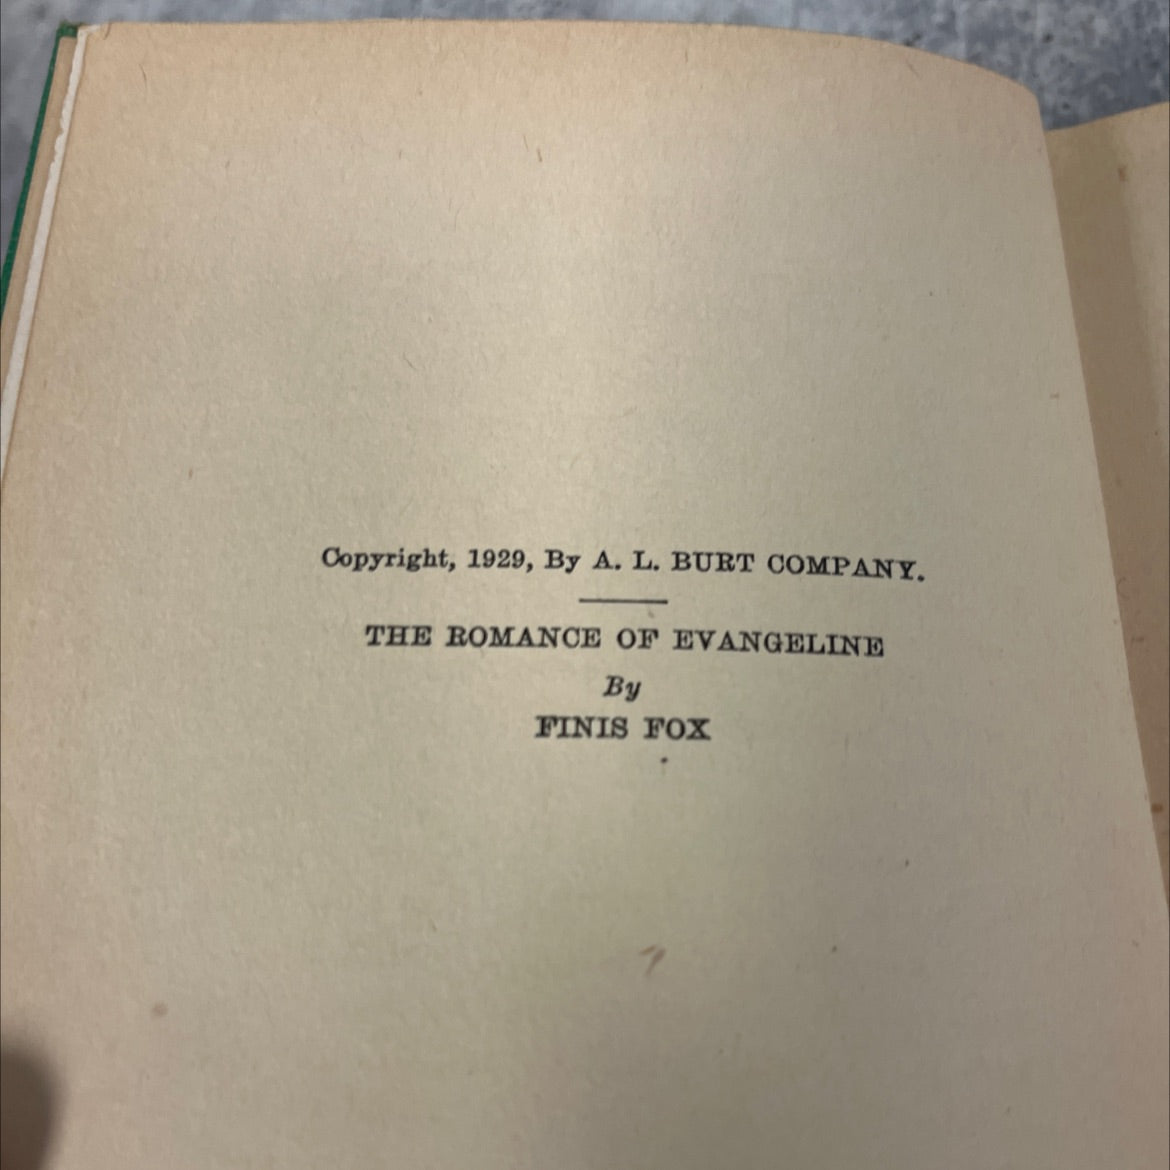 Copyright, 1929, By A. L. BURT COMPANY.
THE ROMANCE OF EVANGELINE
By
FINIS FOX